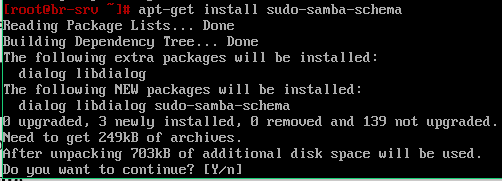 [root@br-srv ~]# apt-get install sudo-samba-schema
Reading Package Lists... Done
Building Dependency Tree... Done
The following extra packages will be installed:
  dialog libdialog
The following NEW packages will be installed:
  dialog libdialog sudo-samba-schema
0 upgraded, 3 newly installed, 0 removed and 139 not upgraded.
Need to get 249kB of archives.
After unpacking 703kB of additional disk space will be used.
Do you want to continue? [Y/n]